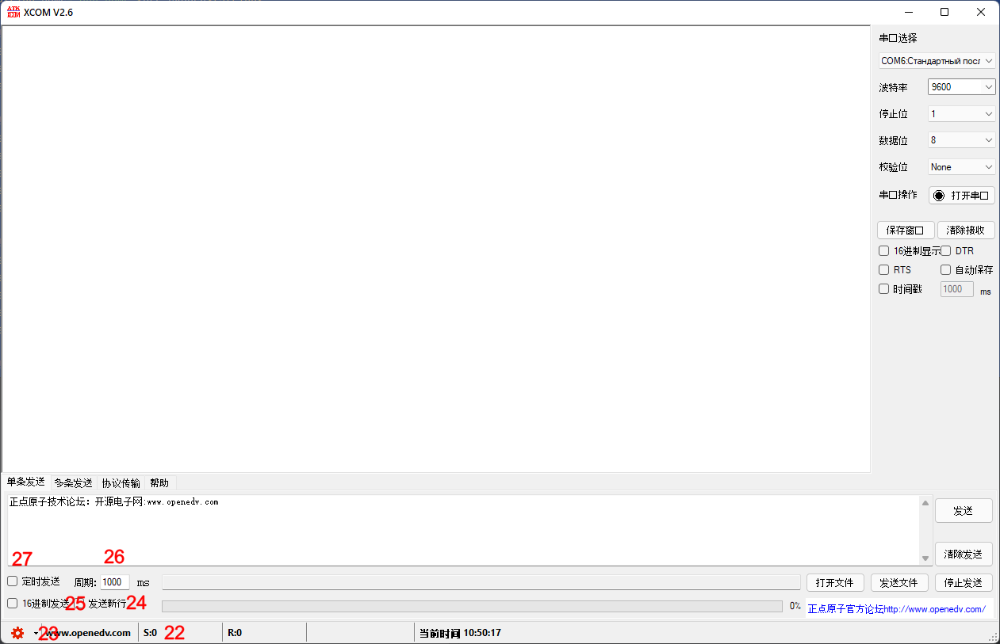 ATK XCOM XCOM V2.6
串口选择
COM6:Стандартный посл
波特率 9600
停止位 1
数据位 8
校验位 None
串口操作 打开串口
保存窗口 清除接收
16进制显示 DTR
RTS 自动保存
时间戳 1000 ms
单条发送 多条发送 协议传输 帮助
正点原子技术论坛：开源电子网:www.openedv.com
发送
27 26
清除发送
定时发送 周期: 1000 ms 打开文件 发送文件 停止发送
16进制发送 25 发送新行 24 0% 正点原子官方论坛http://www.openedv.com/
23 www.openedv.com S:0 22 R:0 当前时间 10:50:17